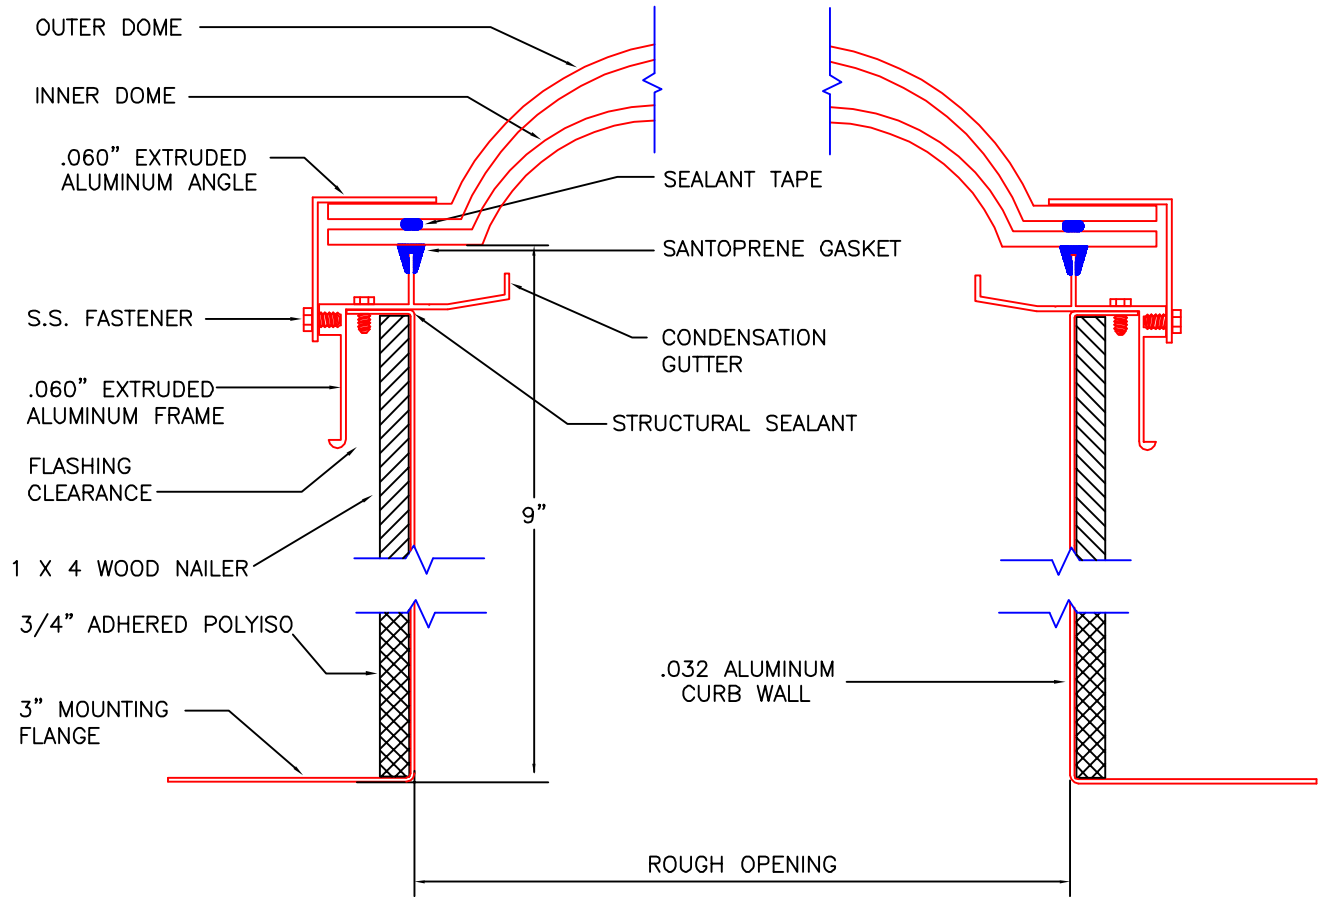 OUTER DOME
INNER DOME
.060” EXTRUDED
ALUMINUM ANGLE
SEALANT TAPE
SANTOPRENE GASKET
S.S. FASTENER
CONDENSATION
GUTTER
.060” EXTRUDED
ALUMINUM FRAME
STRUCTURAL SEALANT
FLASHING
CLEARANCE
9”
1 X 4 WOOD NAILER
3/4” ADHERED POLYISO
.032 ALUMINUM
CURB WALL
3” MOUNTING
FLANGE
ROUGH OPENING